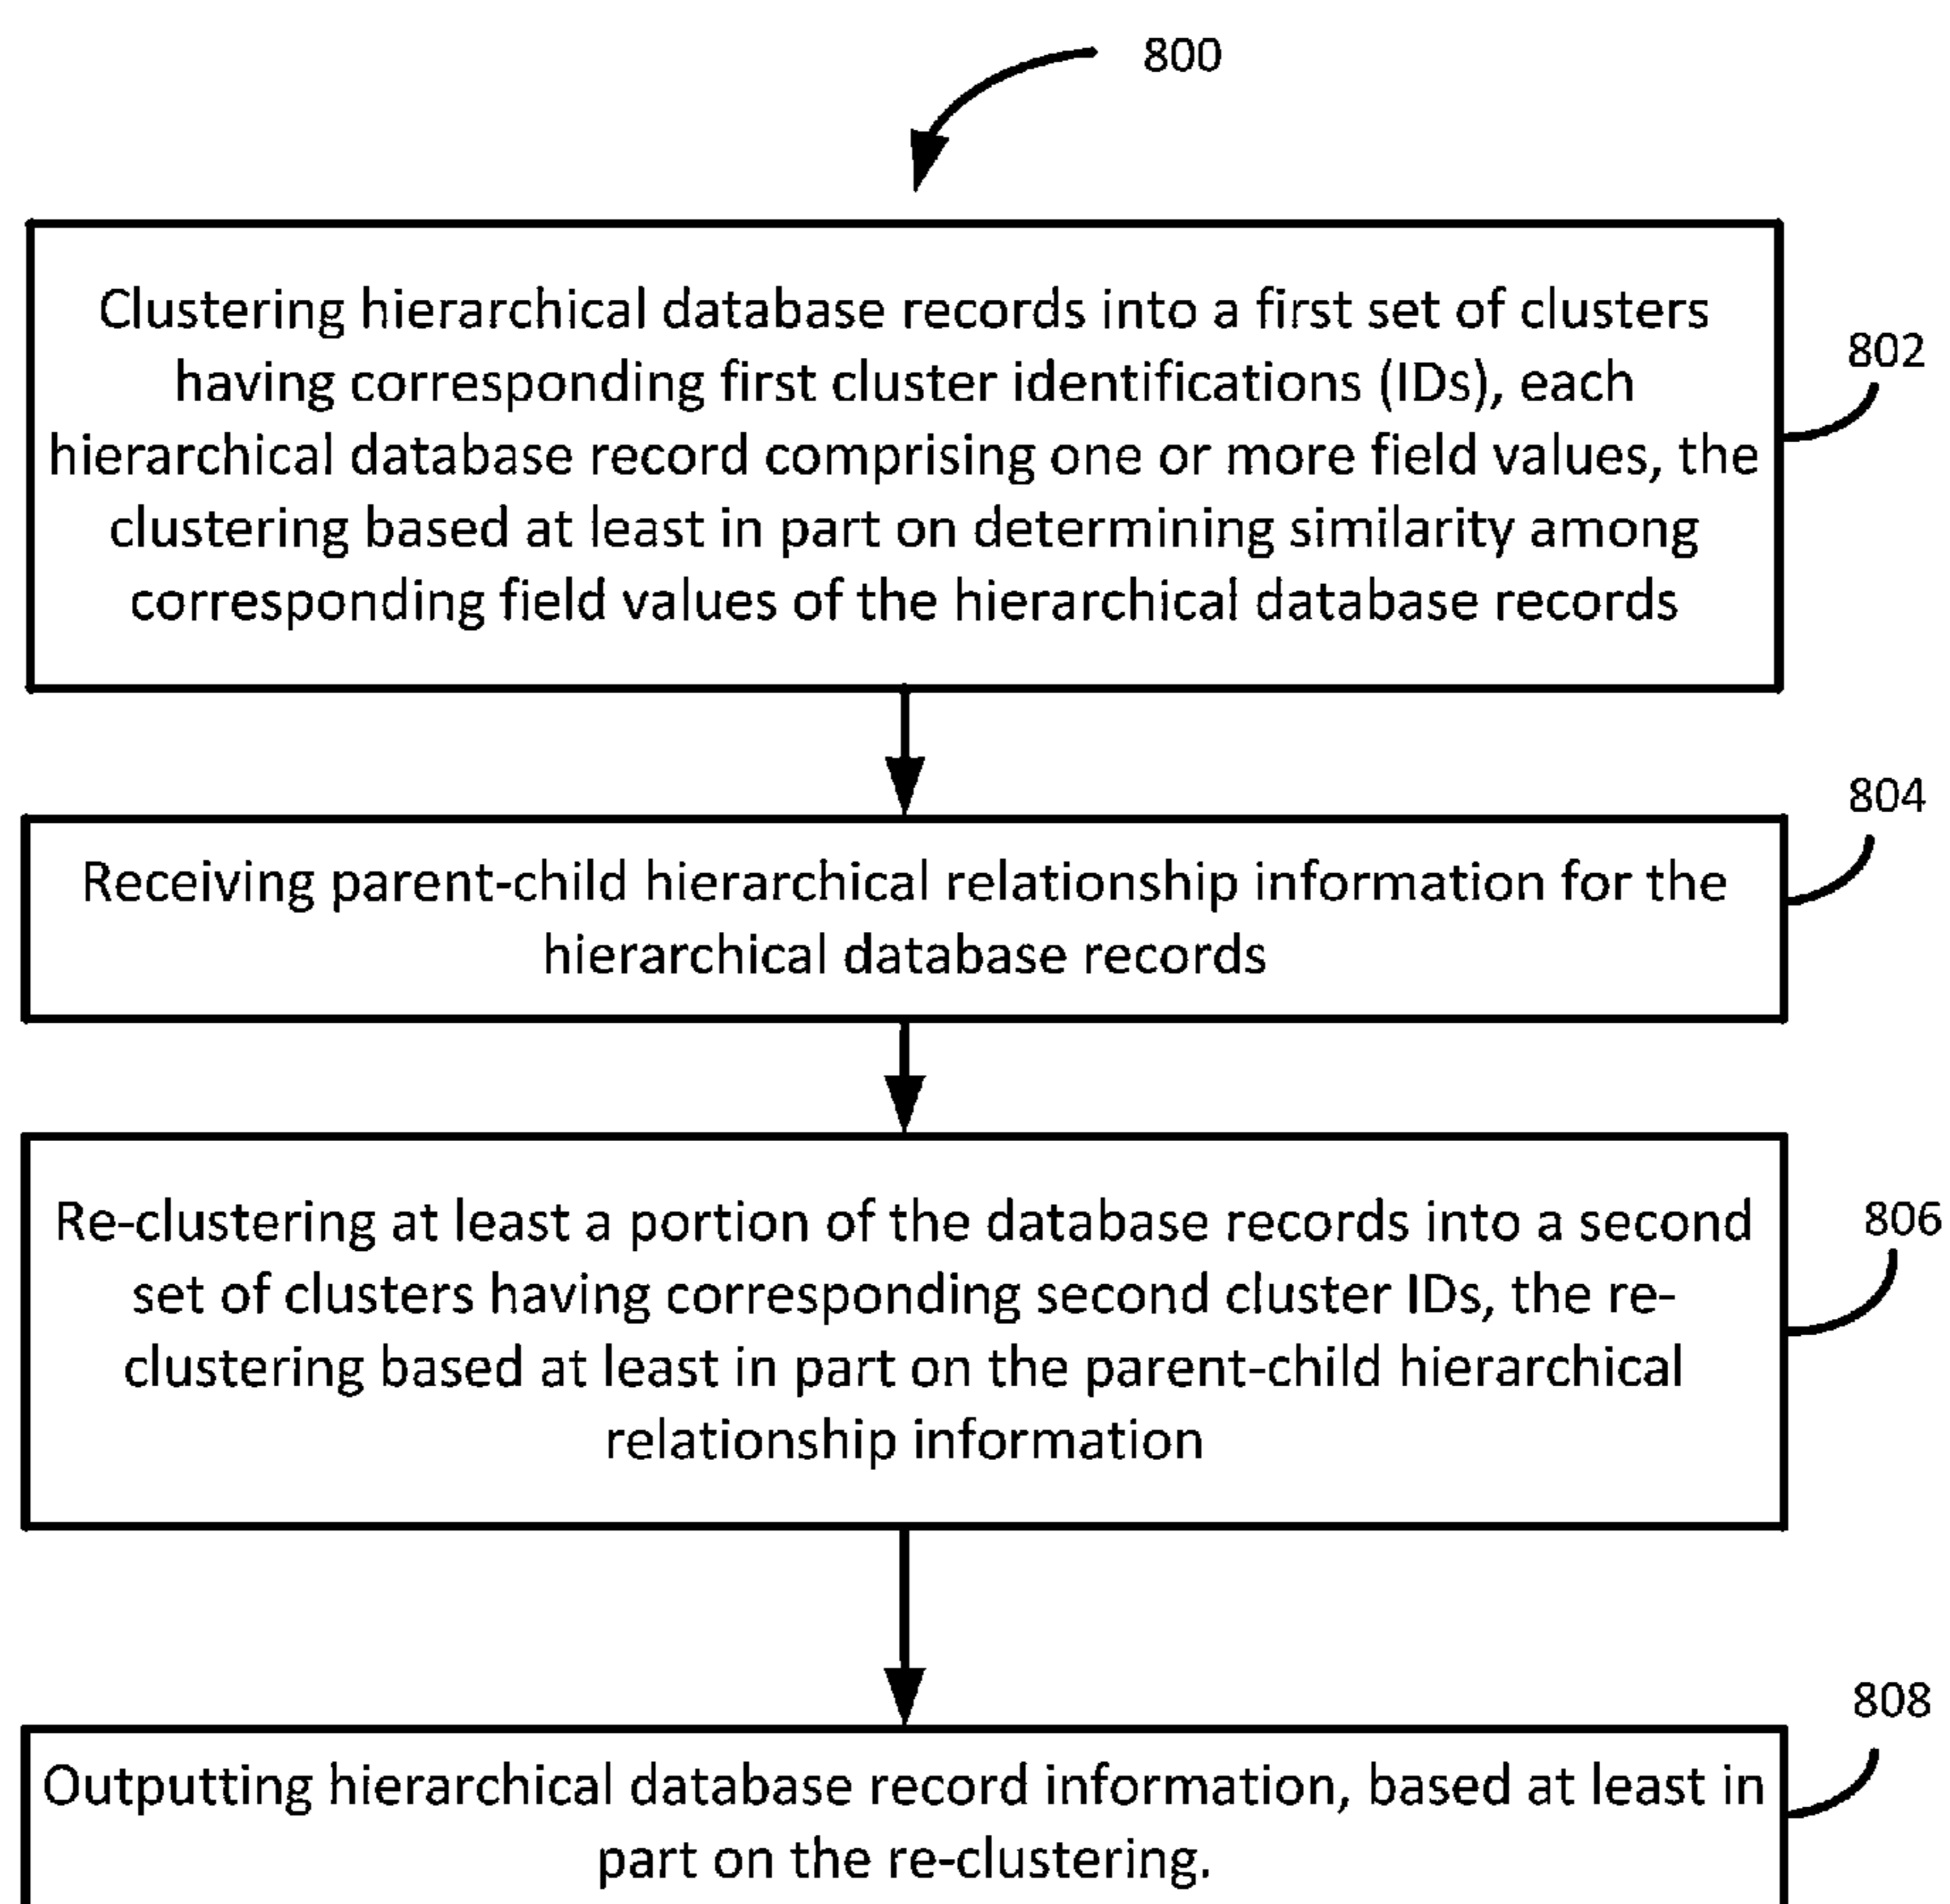 800
Clustering hierarchical database records into a first set of clusters
having corresponding first cluster identifications (IDs), each
hierarchical database record comprising one or more field values, the
clustering based at least in part on determining similarity among
corresponding field values of the hierarchical database records
802
804
Receiving parent-child hierarchical relationship information for the
hierarchical database records
Re-clustering at least a portion of the database records into a second
set of clusters having corresponding second cluster IDs, the re-
clustering based at least in part on the parent-child hierarchical
relationship information
806
808
Outputting hierarchical database record information, based at least in
part on the re-clustering.